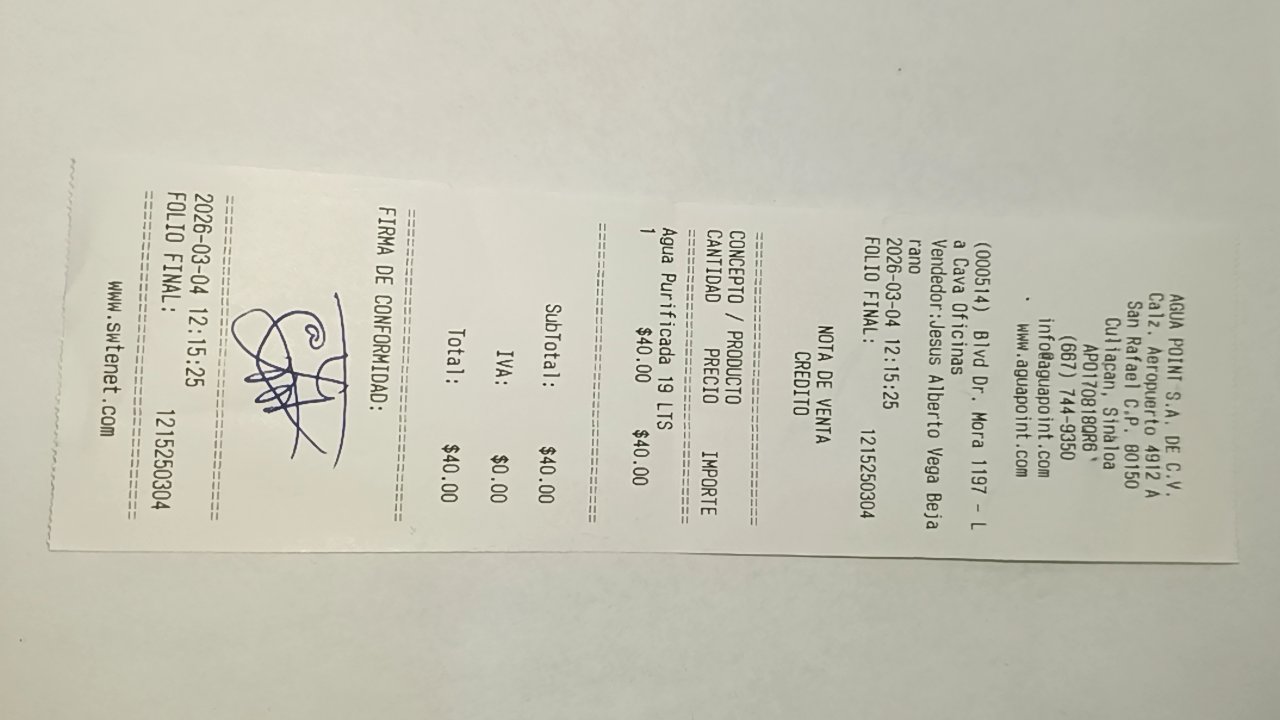 AGUA POINT S.A. DE C.V.
Calz. Aeropuerto 4912 A
San Rafael C.P. 80150
Culiacan, Sinaloa
APO170818QR6
(667) 744-9350
info@aguapoint.com
www.aguapoint.com
.
(000514) Blvd Dr. Mora 1197 - L
a Cava Oficinas
Vendedor:Jesus Alberto Vega Beja
rano
2026-03-04 12:15:25
FOLIO FINAL: 1215250304
NOTA DE VENTA
CREDITO
================================
CONCEPTO / PRODUCTO
CANTIDAD PRECIO IMPORTE
================================
Agua Purificada 19 LTS
1 $40.00 $40.00
================================
SubTotal: $40.00
IVA: $0.00
Total: $40.00
================================
FIRMA DE CONFORMIDAD:
================================
2026-03-04 12:15:25
FOLIO FINAL: 1215250304
================================
www.swtenet.com